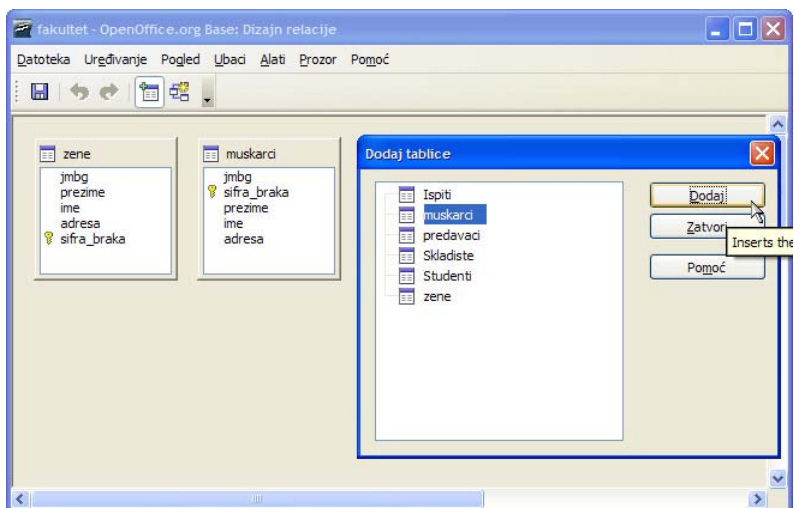 fakultet - OpenOffice.org Base: Dizajn relacije
Datoteka Uređivanje Pogled Ubaci Alati Prozor Pomoć
zene
jmbg
prezime
ime
adresa
sifra_braka
muskarci
jmbg
sifra_braka
prezime
ime
adresa
Dodaj tablice
Ispiti
muskarci
predavaci
Skladiste
Studenti
zene
Dodaj
Zatvori
Inserts the
Pomoć